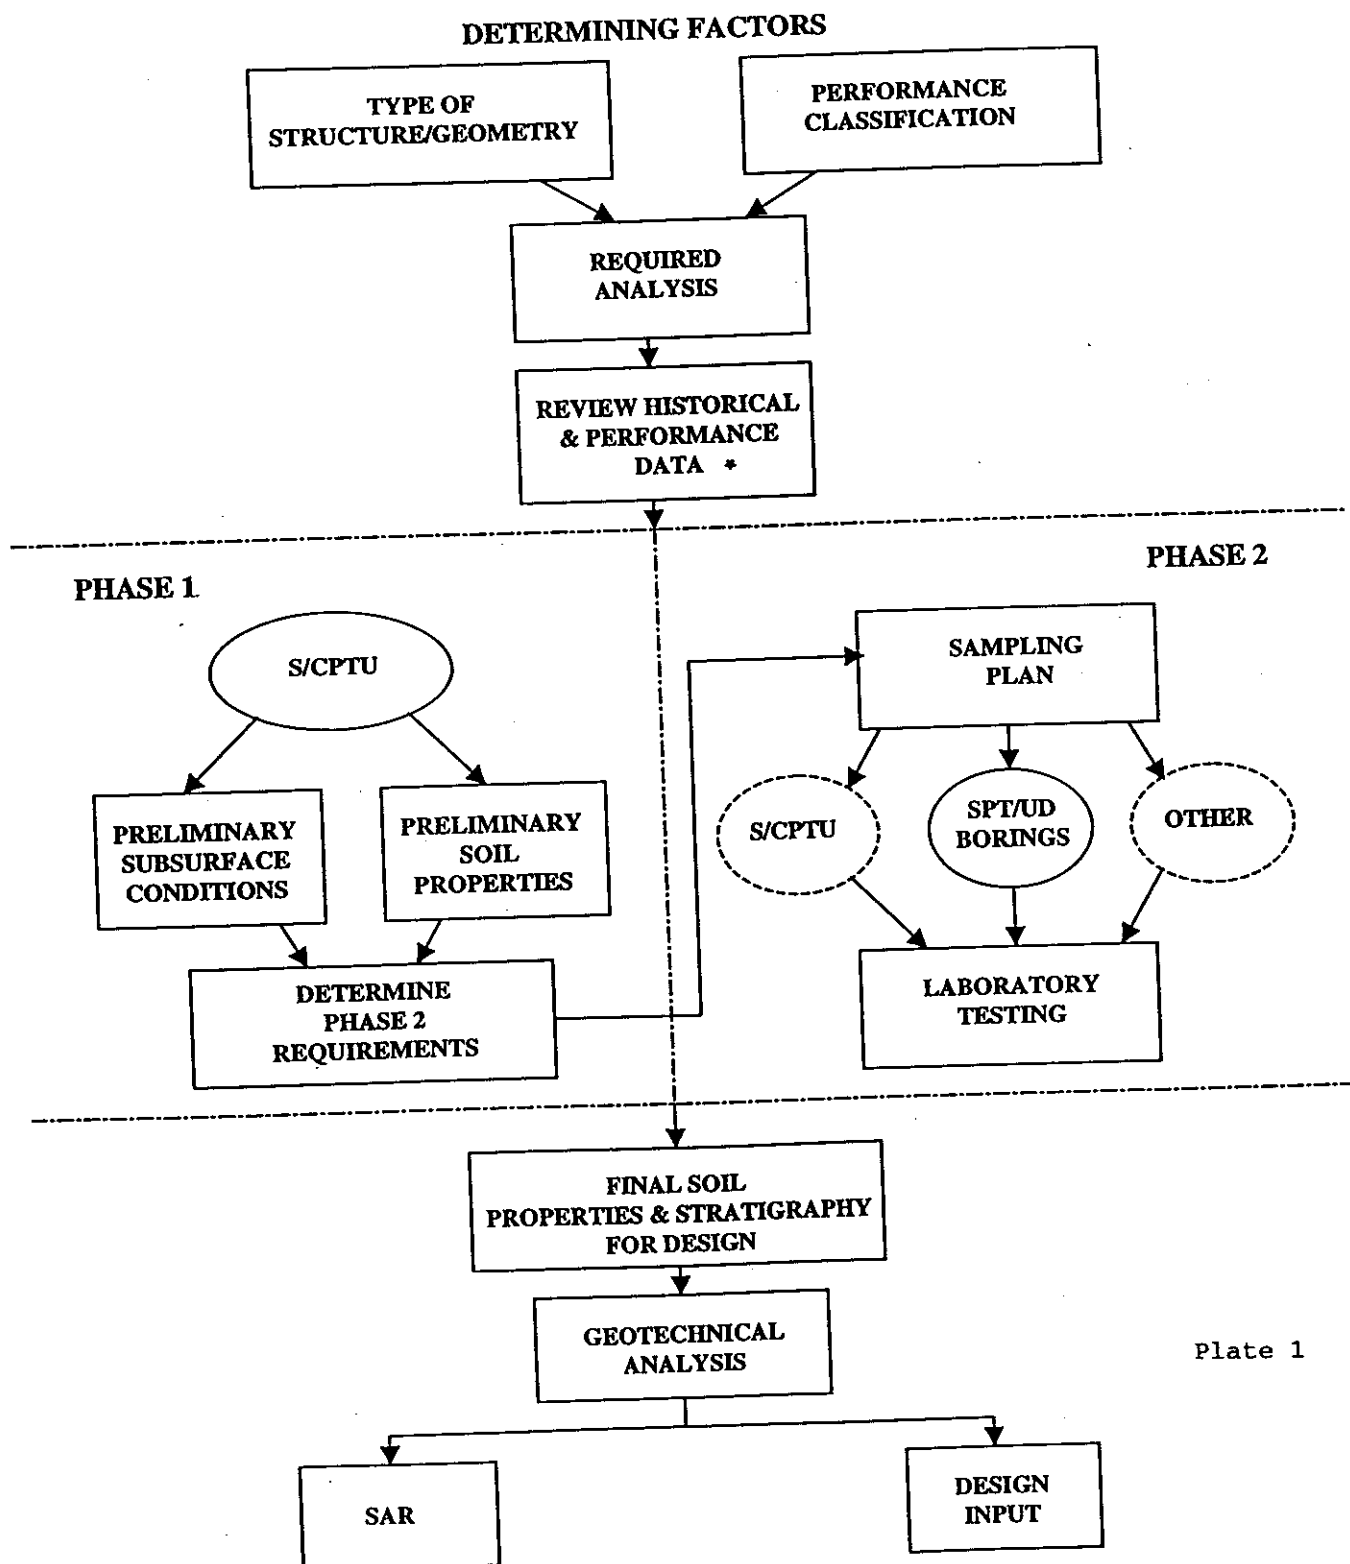 DETERMINING FACTORS
TYPE OF
STRUCTURE/GEOMETRY
PERFORMANCE
CLASSIFICATION
REQUIRED
ANALYSIS
REVIEW HISTORICAL
& PERFORMANCE
DATA *
PHASE 1
PHASE 2
S/CPTU
PRELIMINARY
SUBSURFACE
CONDITIONS
PRELIMINARY
SOIL
PROPERTIES
DETERMINE
PHASE 2
REQUIREMENTS
SAMPLING
PLAN
S/CPTU
SPT/UD
BORINGS
OTHER
LABORATORY
TESTING
FINAL SOIL
PROPERTIES & STRATIGRAPHY
FOR DESIGN
GEOTECHNICAL
ANALYSIS
Plate 1
SAR
DESIGN
INPUT